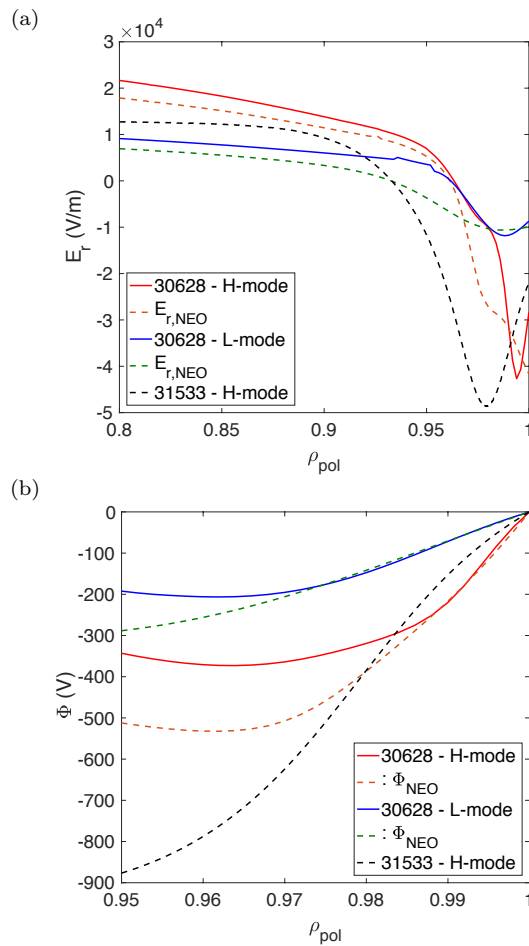 (a)
× 10⁴
3
2
1
0
-1
-2
-3
-4
-5
E_r (V/m)
30628 - H-mode
E_r,NEO
30628 - L-mode
E_r,NEO
31533 - H-mode
0.8 0.85 0.9 0.95 1
ρ_pol
(b)
0
-100
-200
-300
-400
-500
-600
-700
-800
-900
Φ (V)
30628 - H-mode
: Φ_NEO
30628 - L-mode
: Φ_NEO
31533 - H-mode
0.95 0.96 0.97 0.98 0.99 1
ρ_pol